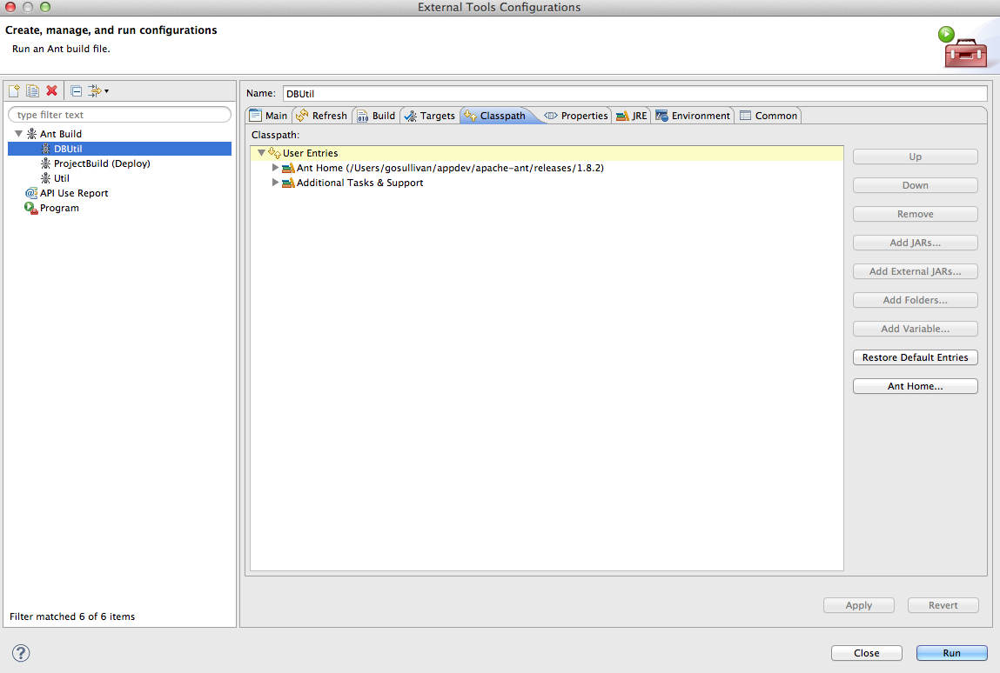 External Tools Configurations
Create, manage, and run configurations
Run an Ant build file.
type filter text
Ant Build
DBUtil
ProjectBuild (Deploy)
Util
API Use Report
Program
Filter matched 6 of 6 items
Name: DBUtil
Main Refresh Build Targets Classpath Properties JRE Environment Common
Classpath:
User Entries
Ant Home (/Users/gosullivan/appdev/apache-ant/releases/1.8.2)
Additional Tasks & Support
Up
Down
Remove
Add JARs...
Add External JARs...
Add Folders...
Add Variable...
Restore Default Entries
Ant Home...
Apply Revert
? Close Run